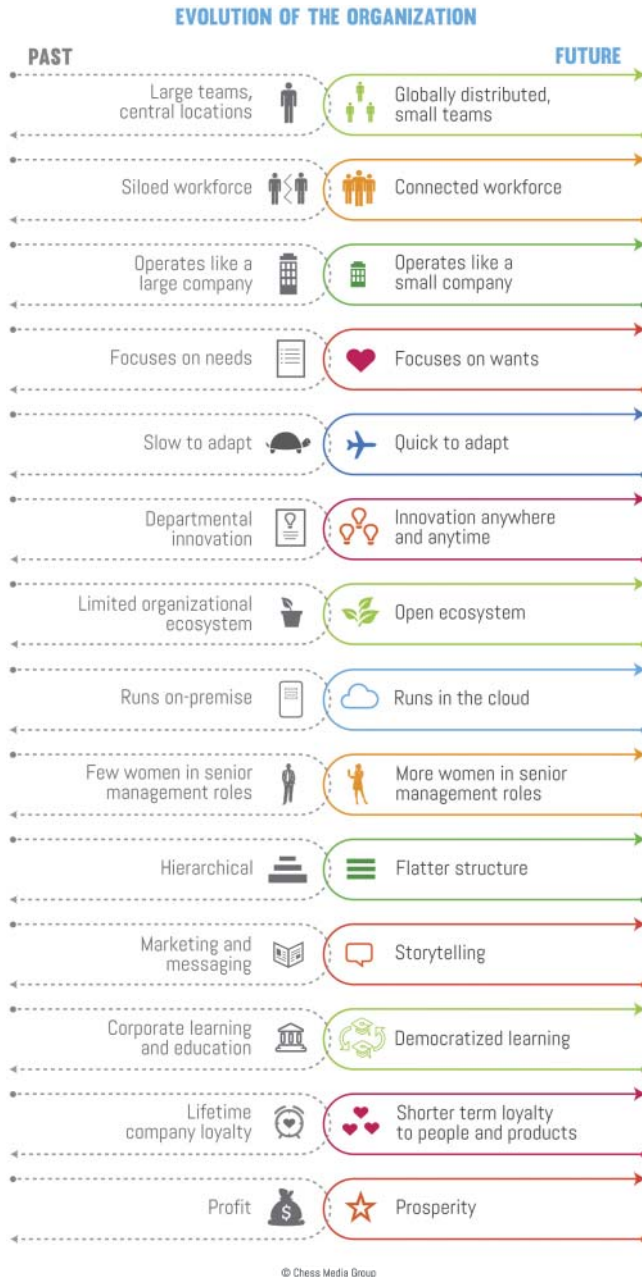 EVOLUTION OF THE ORGANIZATION
PAST
FUTURE
Large teams,
central locations
Globally distributed,
small teams
Siloed workforce
Connected workforce
Operates like a
large company
Operates like a
small company
Focuses on needs
Focuses on wants
Slow to adapt
Quick to adapt
Departmental
innovation
Innovation anywhere
and anytime
Limited organizational
ecosystem
Open ecosystem
Runs on-premise
Runs in the cloud
Few women in senior
management roles
More women in senior
management roles
Hierarchical
Flatter structure
Marketing and
messaging
Storytelling
Corporate learning
and education
Democratized learning
Lifetime
company loyalty
Shorter term loyalty
to people and products
Profit
$
Prosperity
© Chess Media Group